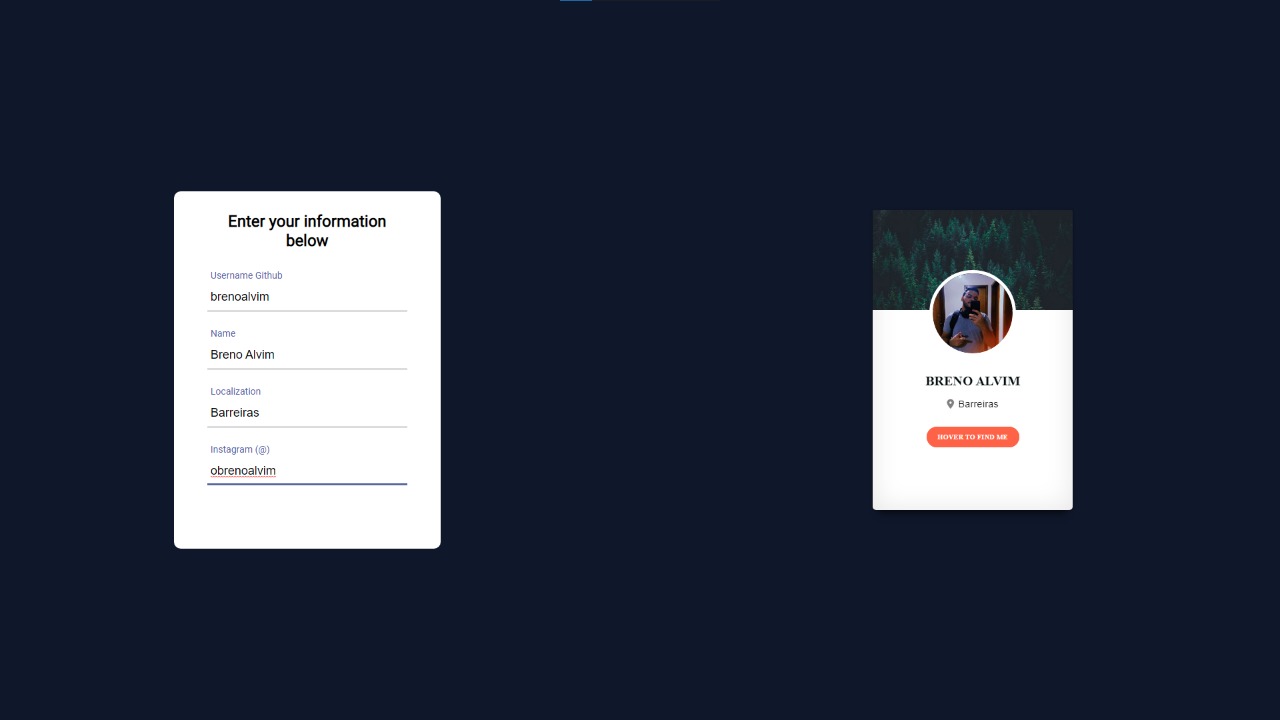 Enter your information
below
Username Github
brenoalvim
Name
Breno Alvim
Localization
Barreiras
Instagram (@)
obrenoalvim
BRENO ALVIM
Barreiras
HOVER TO FIND ME